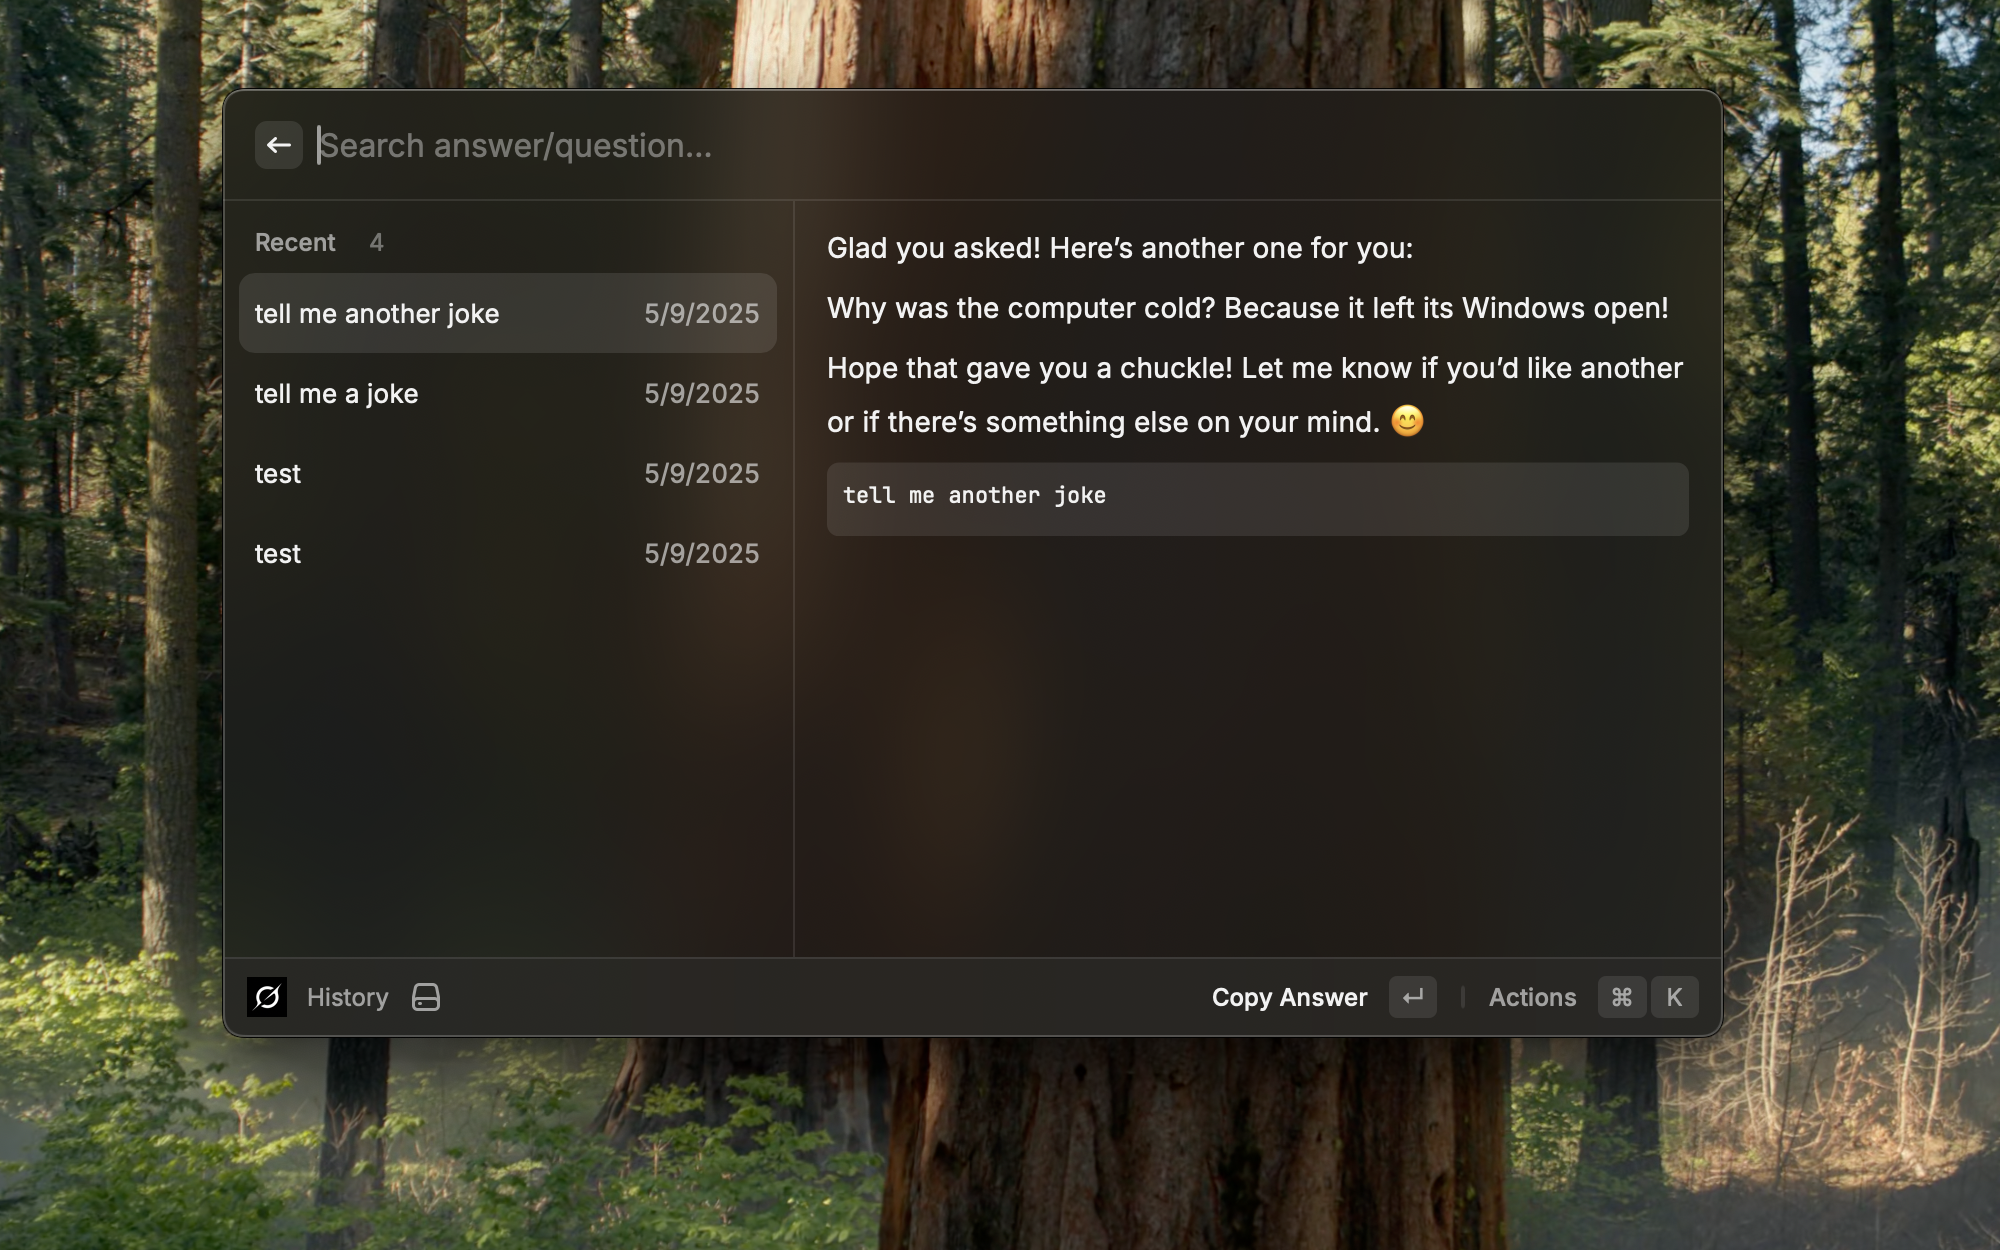 Search answer/question...
Recent 4
tell me another joke 5/9/2025
tell me a joke 5/9/2025
test 5/9/2025
test 5/9/2025
Glad you asked! Here’s another one for you:
Why was the computer cold? Because it left its Windows open!
Hope that gave you a chuckle! Let me know if you’d like another
or if there’s something else on your mind. 😊
tell me another joke
History
Copy Answer ↵ Actions ⌘ K